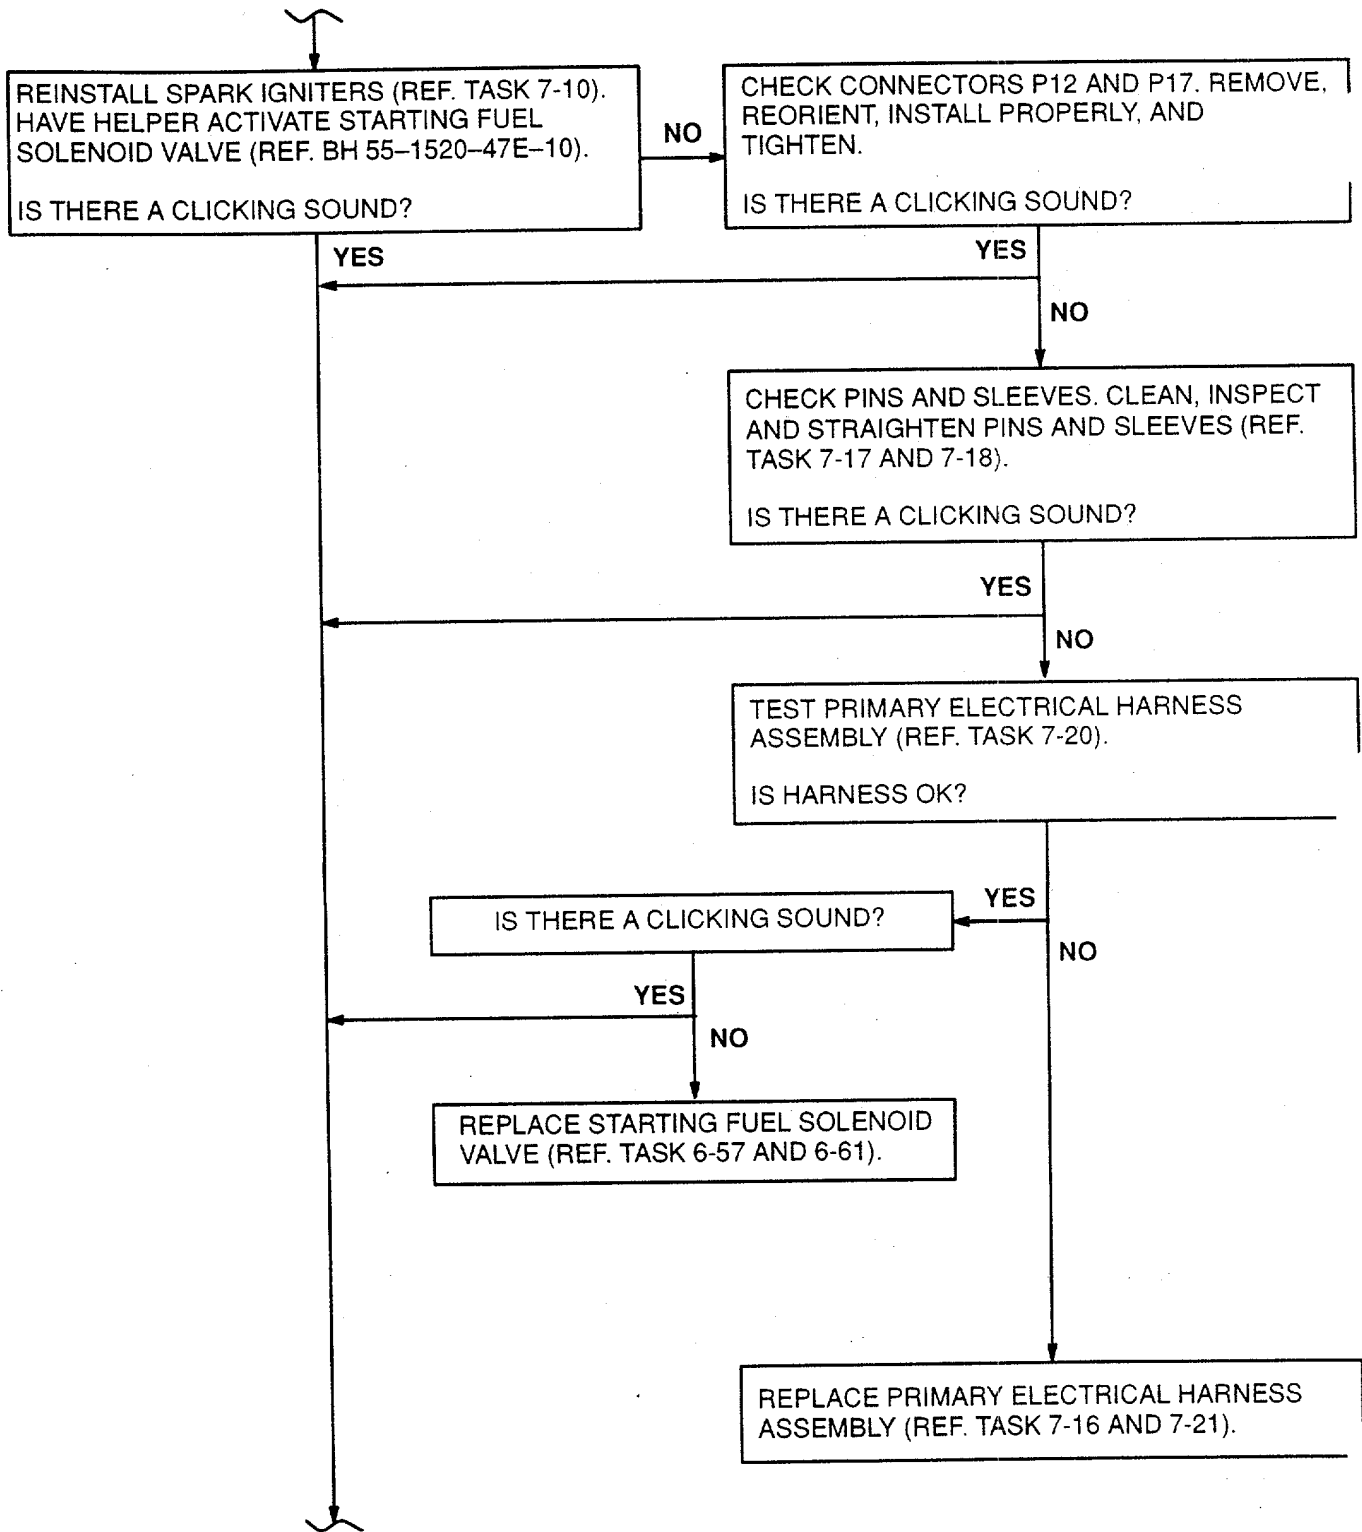 REINSTALL SPARK IGNITERS (REF. TASK 7-10).
HAVE HELPER ACTIVATE STARTING FUEL
SOLENOID VALVE (REF. BH 55–1520–47E–10).
IS THERE A CLICKING SOUND?
NO
CHECK CONNECTORS P12 AND P17. REMOVE,
REORIENT, INSTALL PROPERLY, AND
TIGHTEN.
IS THERE A CLICKING SOUND?
YES
YES
NO
CHECK PINS AND SLEEVES. CLEAN, INSPECT
AND STRAIGHTEN PINS AND SLEEVES (REF.
TASK 7-17 AND 7-18).
IS THERE A CLICKING SOUND?
YES
NO
TEST PRIMARY ELECTRICAL HARNESS
ASSEMBLY (REF. TASK 7-20).
IS HARNESS OK?
YES
IS THERE A CLICKING SOUND?
NO
YES
NO
REPLACE STARTING FUEL SOLENOID
VALVE (REF. TASK 6-57 AND 6-61).
REPLACE PRIMARY ELECTRICAL HARNESS
ASSEMBLY (REF. TASK 7-16 AND 7-21).